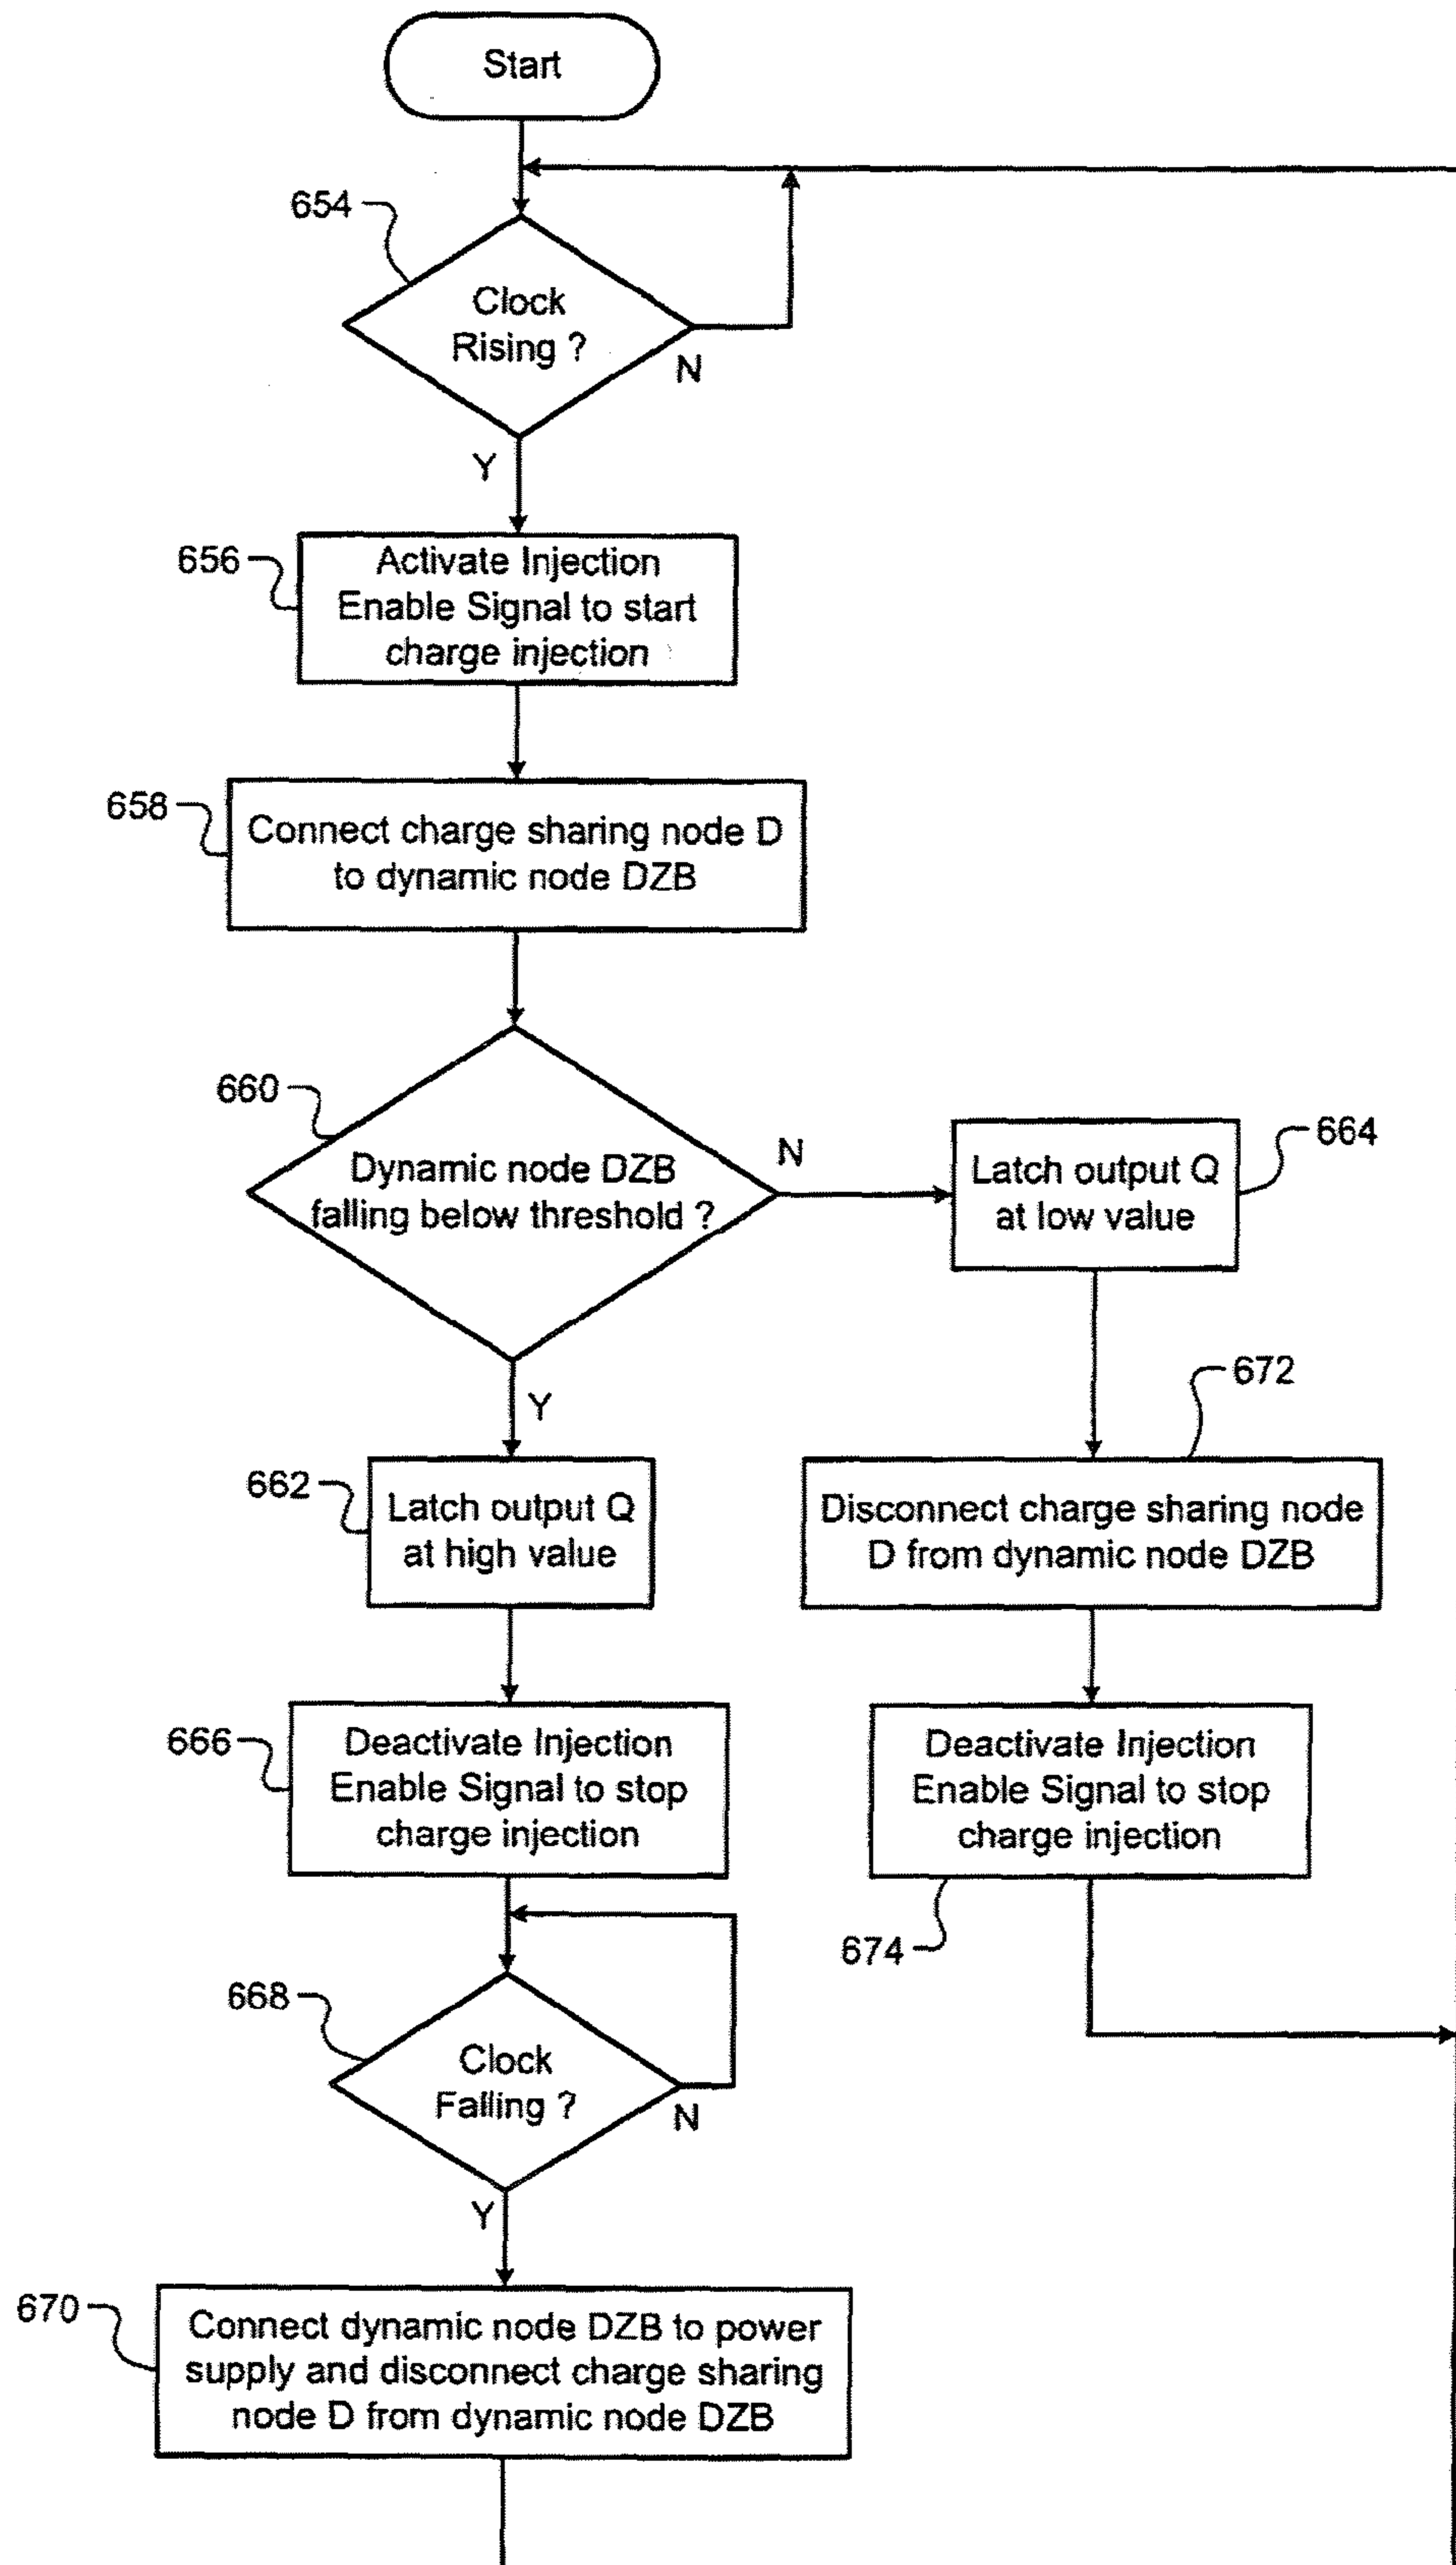 Start
654
Clock
Rising ?
N
Y
656
Activate Injection
Enable Signal to start
charge injection
658
Connect charge sharing node D
to dynamic node DZB
660
Dynamic node DZB
falling below threshold ?
N
Y
664
Latch output Q
at low value
672
662
Latch output Q
at high value
Disconnect charge sharing node
D from dynamic node DZB
666
Deactivate Injection
Enable Signal to stop
charge injection
Deactivate Injection
Enable Signal to stop
charge injection
674
668
Clock
Falling ?
N
Y
670
Connect dynamic node DZB to power
supply and disconnect charge sharing
node D from dynamic node DZB